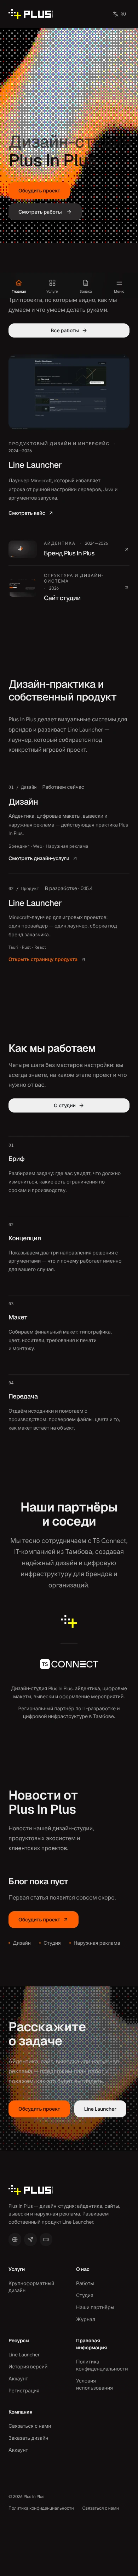 PLUS
RU
Дизайн-студия
Plus In Plus
Обсудить проект
Смотреть работы →
Главная
Услуги
Заявка
Меню
Три проекта, по которым видно, как мы
думаем и что умеем делать руками.
Все работы →
ПРОДУКТОВЫЙ ДИЗАЙН И ИНТЕРФЕЙС
2024–2026
Line Launcher
Лаунчер Minecraft, который избавляет
игрока от ручной настройки серверов, Java и
аргументов запуска.
Смотреть кейс ↗
АЙДЕНТИКА 2024–2026
Бренд Plus In Plus
СТРУКТУРА И ДИЗАЙН-
СИСТЕМА
2026
Сайт студии
Дизайн-практика и
собственный продукт
Plus In Plus делает визуальные системы для
брендов и развивает Line Launcher —
лаунчер, который собирается под
конкретный игровой проект.
01 / Дизайн Работаем сейчас
Дизайн
Айдентика, цифровые макеты, вывески и
наружная реклама — действующая практика Plus
In Plus.
Брендинг · Web · Наружная реклама
Смотреть дизайн-услуги ↗
02 / Продукт В разработке · 0.15.4
Line Launcher
Minecraft лаунчер для игровых проектов:
один провайдер — один лаунчер, сборка под
бренд заказчика.
Tauri · Rust · React
Открыть страницу продукта ↗
Как мы работаем
Четыре шага без мастерской мистики: вы
всегда знаете, на каком этапе проект и что
нужно от вас.
О студии →
01
Бриф
Разбираем задачу: где вас увидят, что должно
измениться, какие есть ограничения по
срокам и производству.
02
Концепция
Показываем два-три направления решения с
аргументами — и почему работает именно
для вашего случая.
03
Макет
Собираем финальный макет: типографика,
цвет, носители, требования к печати
и монтажу.
04
Передача
Отдаём исходники и помогаем с
производством: проверяем файлы, цвета и то,
как макет встаёт на объект.
Наши партнёры
и соседи
Мы тесно сотрудничаем с TS Connect,
IT-компанией из Тамбова, создавая
надёжный дизайн и цифровую
инфраструктуру для брендов и
организаций.
TS CONNECT
Дизайн-студия Plus In Plus: айдентика, цифровые
макеты, вывески и оформление мероприятий.
Региональный партнёр по IT-разработке и
цифровой инфраструктуре в Тамбове.
Новости от
Plus In Plus
Новости нашей дизайн-студии,
продуктовых экосистем и
клиентских проектов.
Блог пока пуст
Первая статья появится совсем скоро.
Обсудить проект ↗
• Дизайн • Студия • Наружная реклама
Расскажите
о задаче
Обсудить проект
Line Launcher
PLUS
Plus In Plus — дизайн-студия: айдентика, сайты,
вывески и наружная реклама. Развиваем
собственный продукт Line Launcher.
Услуги
Крупноформатный
дизайн
О нас
Работы
Студия
Наши партнёры
Журнал
Ресурсы
Line Launcher
История версий
Аккаунт
Регистрация
Правовая
информация
Политика
конфиденциальности
Условия
использования
Компания
Связаться с нами
Заказать дизайн
Аккаунт
© 2026 Plus In Plus
Политика конфиденциальности Связаться с нами